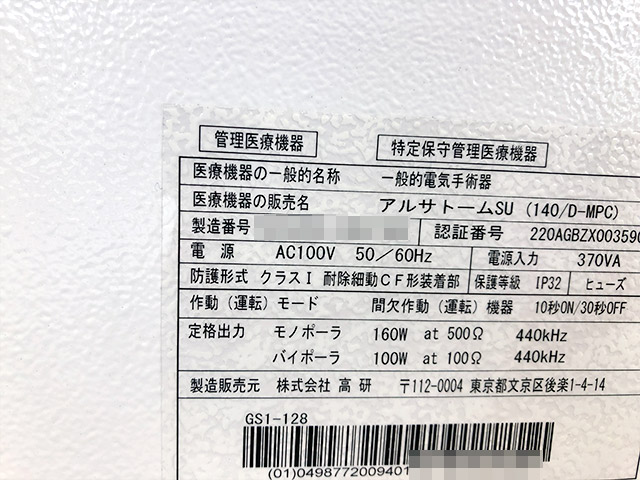 管理医療機器 特定保守管理医療機器
医療機器の一般的名称 一般的電気手術器
医療機器の販売名 アルサトームSU (140/D-MPC)
製造番号 認証番号 220AGBZX00359
電 源 AC100V 50/60Hz 電源入力 370VA
防護形式 クラスI 耐除細動CF形装着部 保護等級 IP32 ヒューズ
作動(運転)モード 間欠作動(運転)機器 10秒ON/30秒OFF
定格出力 モノポーラ 160W at 500Ω 440kHz
バイポーラ 100W at 100Ω 440kHz
製造販売元 株式会社 高研 〒112-0004 東京都文京区後楽1-4-14
GS1-128
(01)0498772009401